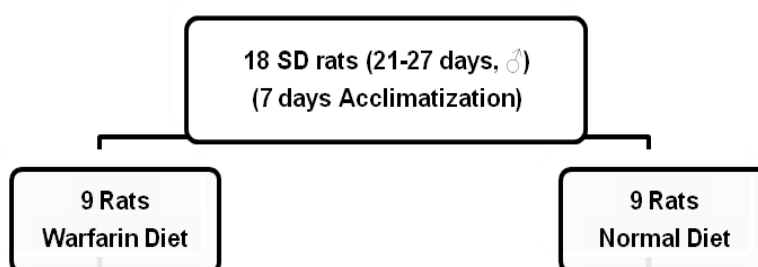 18 SD rats (21-27 days, ♂)
(7 days Acclimatization)
9 Rats
Warfarin Diet
9 Rats
Normal Diet